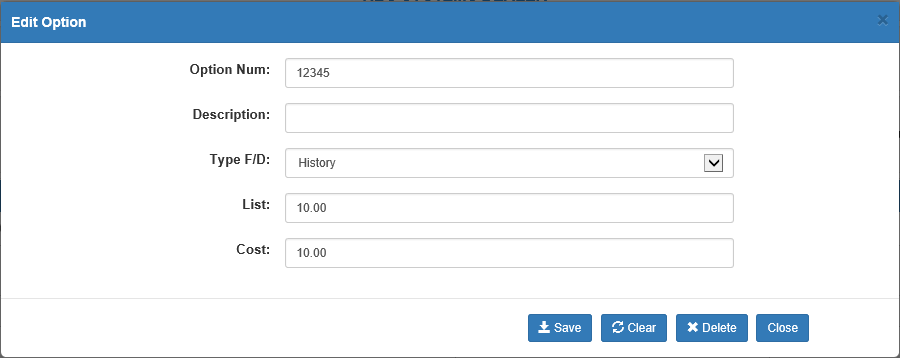 Edit Option
×
Option Num: 12345
Description:
Type F/D: History
List: 10.00
Cost: 10.00
Save Clear Delete Close